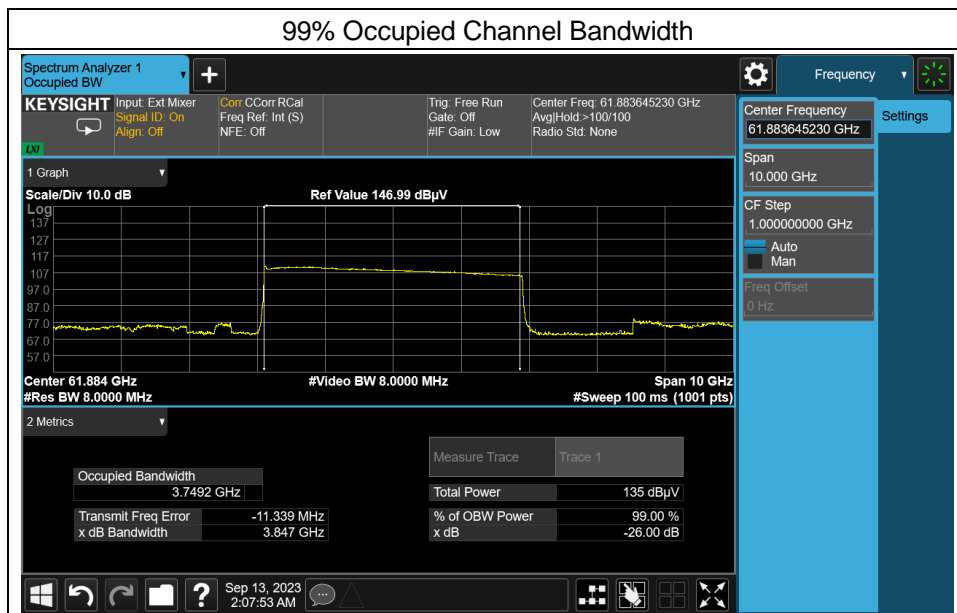 99% Occupied Channel Bandwidth
Spectrum Analyzer 1
Occupied BW
+
Frequency
KEYSIGHT
Input: Ext Mixer
Signal ID: On
Align: Off
Corr CCorr RCal
Freq Ref: Int (S)
NFE: Off
Trig: Free Run
Gate: Off
#IF Gain: Low
Center Freq: 61.883645230 GHz
Avg|Hold:>100/100
Radio Std: None
LXI
Center Frequency
61.883645230 GHz
Settings
Span
10.000 GHz
CF Step
1.000000000 GHz
Auto
Man
Freq Offset
0 Hz
1 Graph
Scale/Div 10.0 dB
Ref Value 146.99 dBµV
Log
137
127
117
107
97.0
87.0
77.0
67.0
57.0
Center 61.884 GHz
#Video BW 8.0000 MHz
Span 10 GHz
#Res BW 8.0000 MHz
#Sweep 100 ms (1001 pts)
2 Metrics
Measure Trace
Trace 1
Occupied Bandwidth
3.7492 GHz
Total Power
135 dBµV
Transmit Freq Error
-11.339 MHz
% of OBW Power
99.00 %
x dB Bandwidth
3.847 GHz
x dB
-26.00 dB
?
Sep 13, 2023
2:07:53 AM